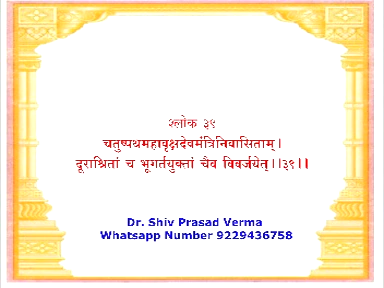 श्लोक ३९
चतुष्पथमहावृक्षदेवमंत्रिनिवासिताम्।
दूराश्रितां च भूगर्तयुक्तां चैव विवर्जयेत्।।३९।।
Dr. Shiv Prasad Verma
Whatsapp Number 9229436758